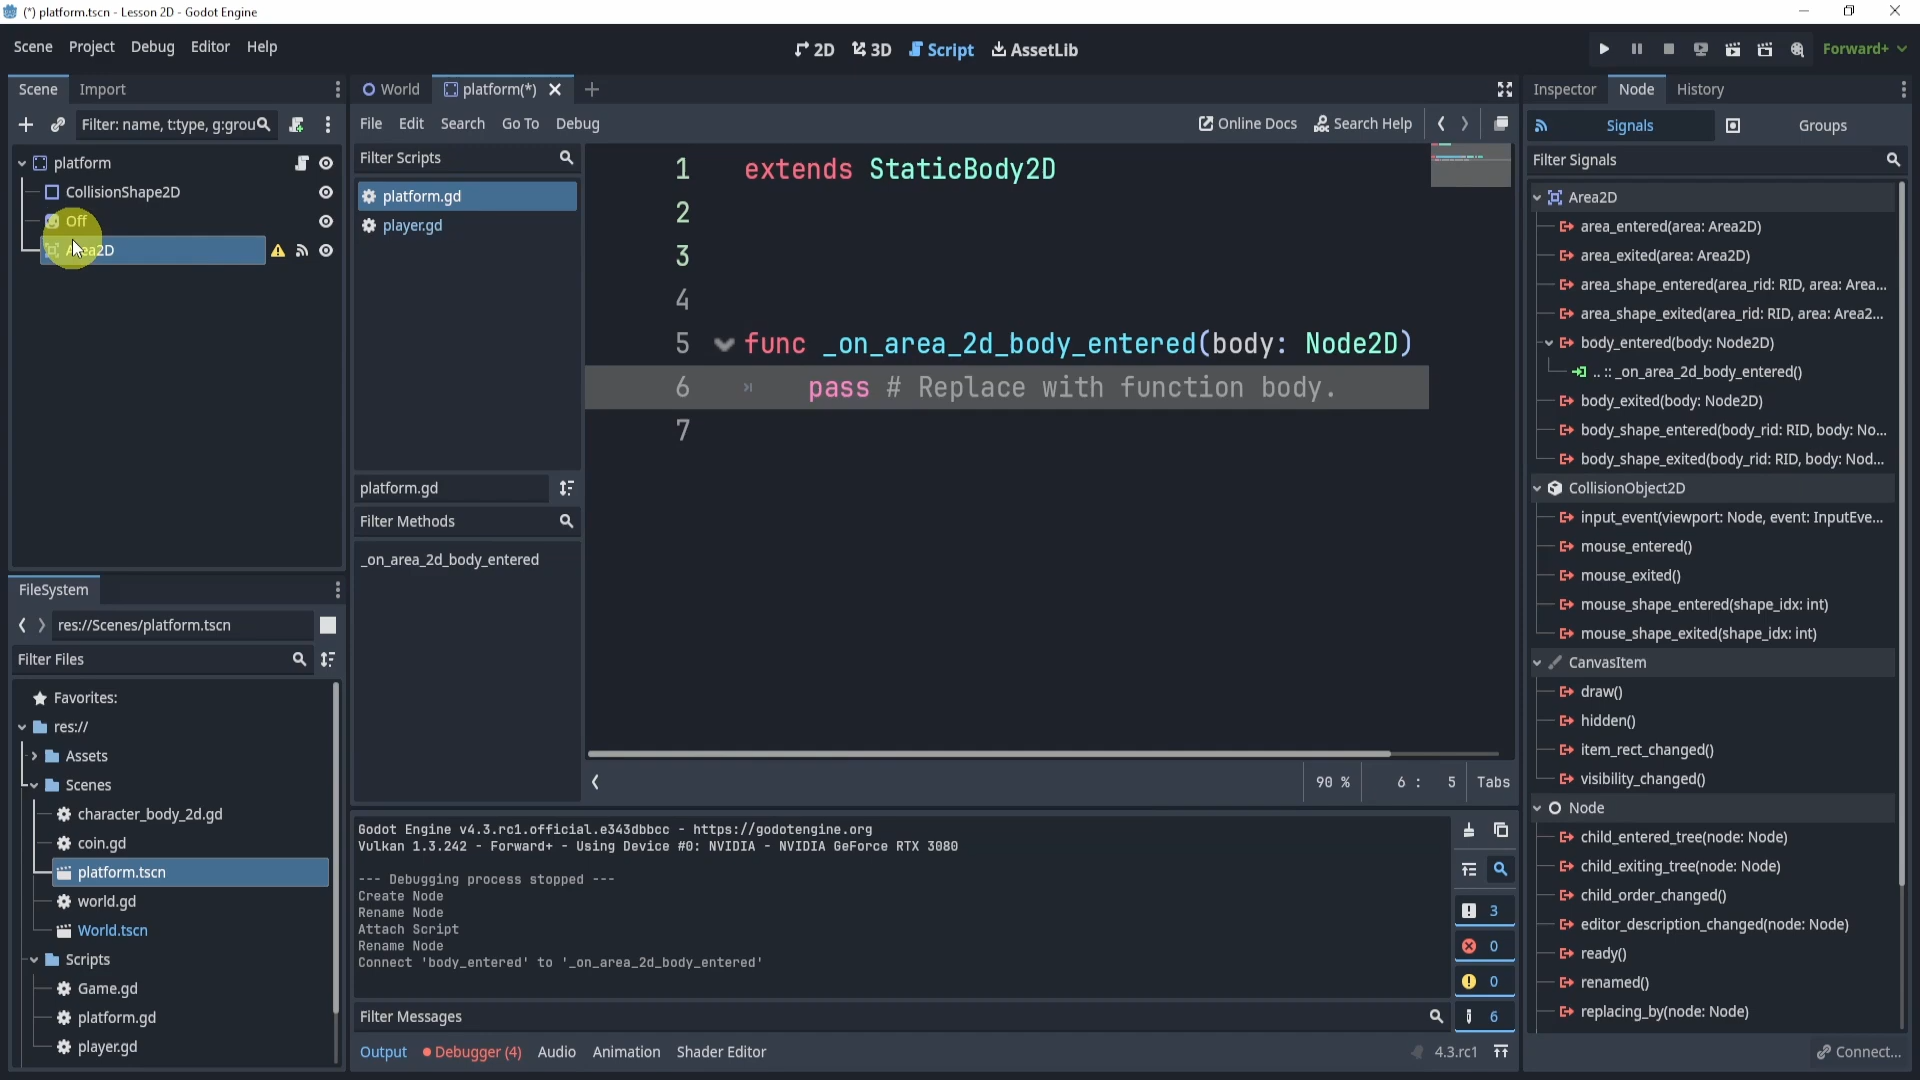 (*) platform.tscn - Lesson 2D - Godot Engine
Scene Project Debug Editor Help
2D 3D Script AssetLib
Forward+
Scene Import
Filter: name, t:type, g:grou
platform
CollisionShape2D
Off
Area2D
World platform(*)
File Edit Search Go To Debug
Online Docs Search Help
Filter Scripts
platform.gd
player.gd
platform.gd
Filter Methods
_on_area_2d_body_entered
1 extends StaticBody2D
2
3
4
5 func _on_area_2d_body_entered(body: Node2D)
6 pass # Replace with function body.
7
90 % 6 : 5 Tabs
Godot Engine v4.3.rc1.official.e343dbbcc - https://godotengine.org
Vulkan 1.3.242 - Forward+ - Using Device #0: NVIDIA - NVIDIA GeForce RTX 3080
--- Debugging process stopped ---
Create Node
Rename Node
Attach Script
Rename Node
Connect 'body_entered' to '_on_area_2d_body_entered'
3
0
0
6
Filter Messages
Output Debugger (4) Audio Animation Shader Editor
4.3.rc1
FileSystem
res://Scenes/platform.tscn
Filter Files
Favorites:
res://
Assets
Scenes
character_body_2d.gd
coin.gd
platform.tscn
world.gd
World.tscn
Scripts
Game.gd
platform.gd
player.gd
Inspector Node History
Signals Groups
Filter Signals
Area2D
area_entered(area: Area2D)
area_exited(area: Area2D)
area_shape_entered(area_rid: RID, area: Area...
area_shape_exited(area_rid: RID, area: Area2...
body_entered(body: Node2D)
.. :: _on_area_2d_body_entered()
body_exited(body: Node2D)
body_shape_entered(body_rid: RID, body: No...
body_shape_exited(body_rid: RID, body: Nod...
CollisionObject2D
input_event(viewport: Node, event: InputEve...
mouse_entered()
mouse_exited()
mouse_shape_entered(shape_idx: int)
mouse_shape_exited(shape_idx: int)
CanvasItem
draw()
hidden()
item_rect_changed()
visibility_changed()
Node
child_entered_tree(node: Node)
child_exiting_tree(node: Node)
child_order_changed()
editor_description_changed(node: Node)
ready()
renamed()
replacing_by(node: Node)
Connect...